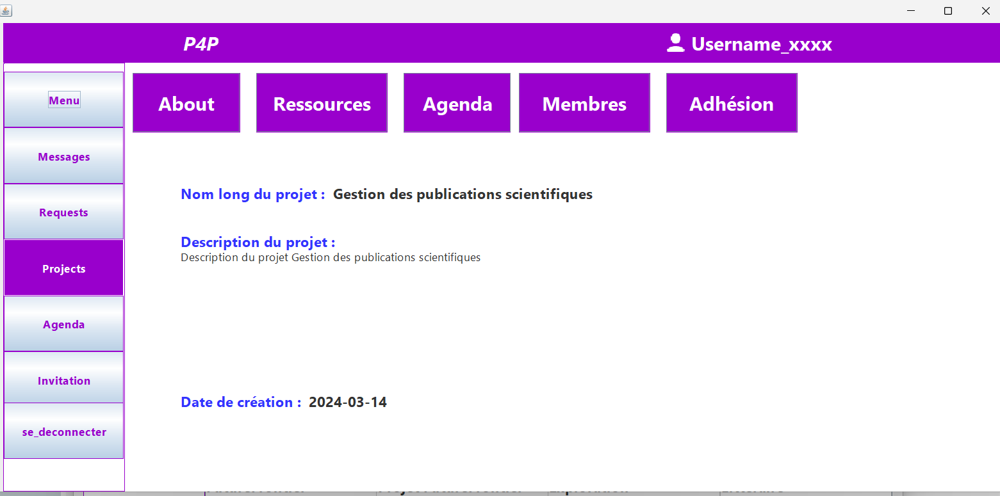 P4P
Username_xxxx
Menu
Messages
Requests
Projects
Agenda
Invitation
se_deconnecter
About
Ressources
Agenda
Membres
Adhésion
Nom long du projet : Gestion des publications scientifiques
Description du projet :
Description du projet Gestion des publications scientifiques
Date de création : 2024-03-14